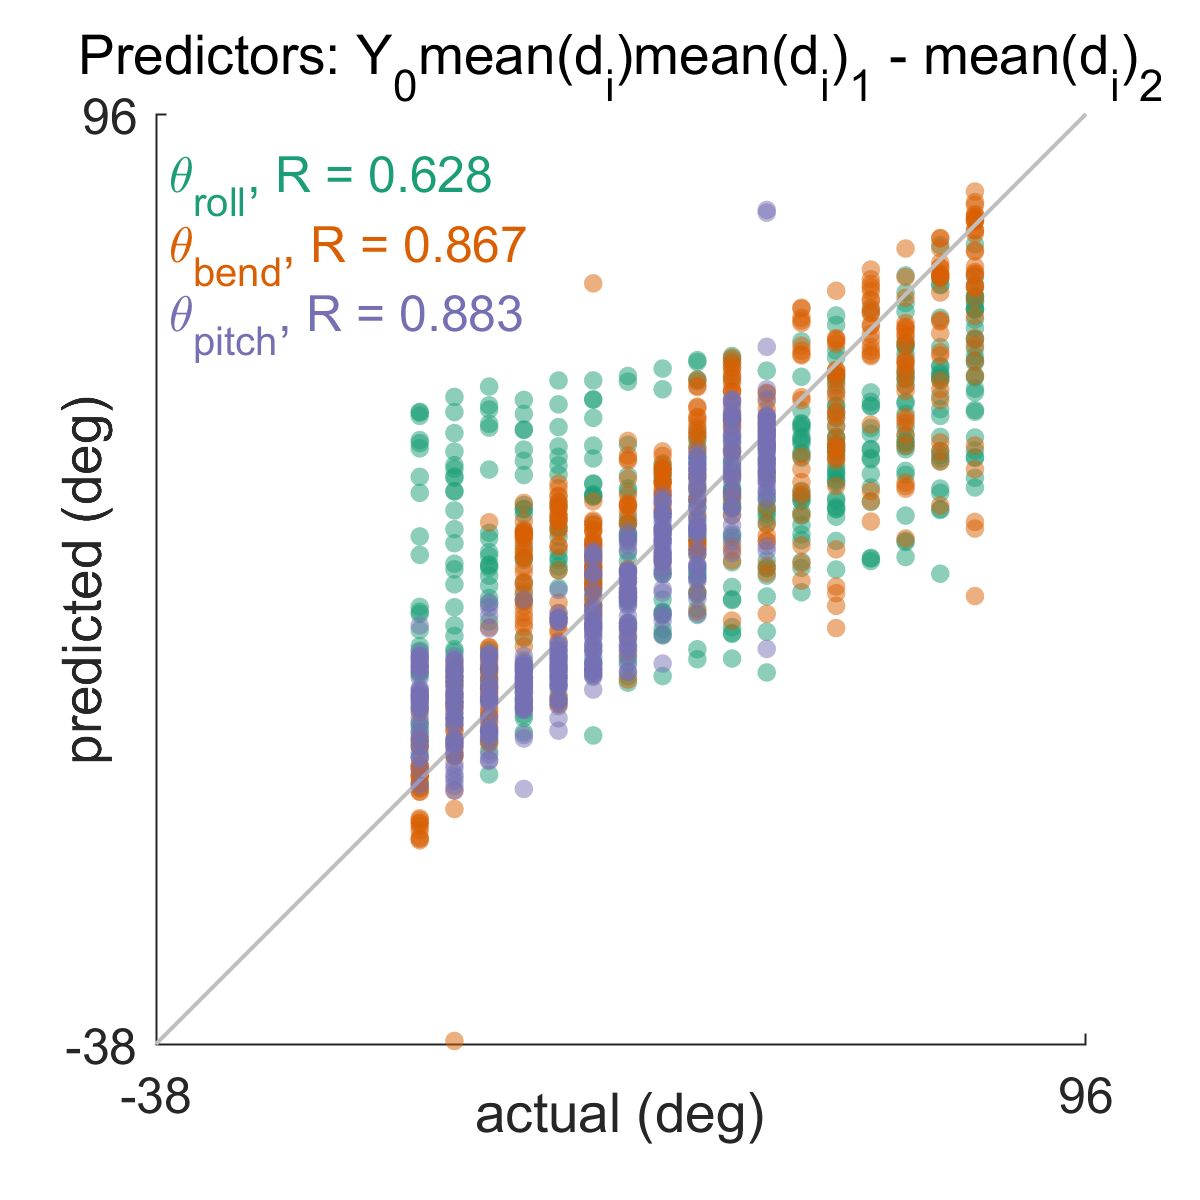 Predictors: Y₀mean(dᵢ)mean(dᵢ)₁ - mean(dᵢ)₂
96
θroll, R = 0.628
θbend, R = 0.867
θpitch, R = 0.883
predicted (deg)
-38
-38
96
actual (deg)